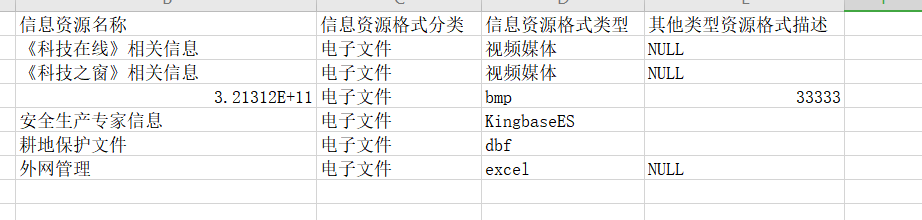 信息资源名称 信息资源格式分类 信息资源格式类型 其他类型资源格式描述
《科技在线》相关信息 电子文件 视频媒体 NULL
《科技之窗》相关信息 电子文件 视频媒体 NULL
3.21312E+11 电子文件 bmp 33333
安全生产专家信息 电子文件 KingbaseES
耕地保护文件 电子文件 dbf
外网管理 电子文件 excel NULL